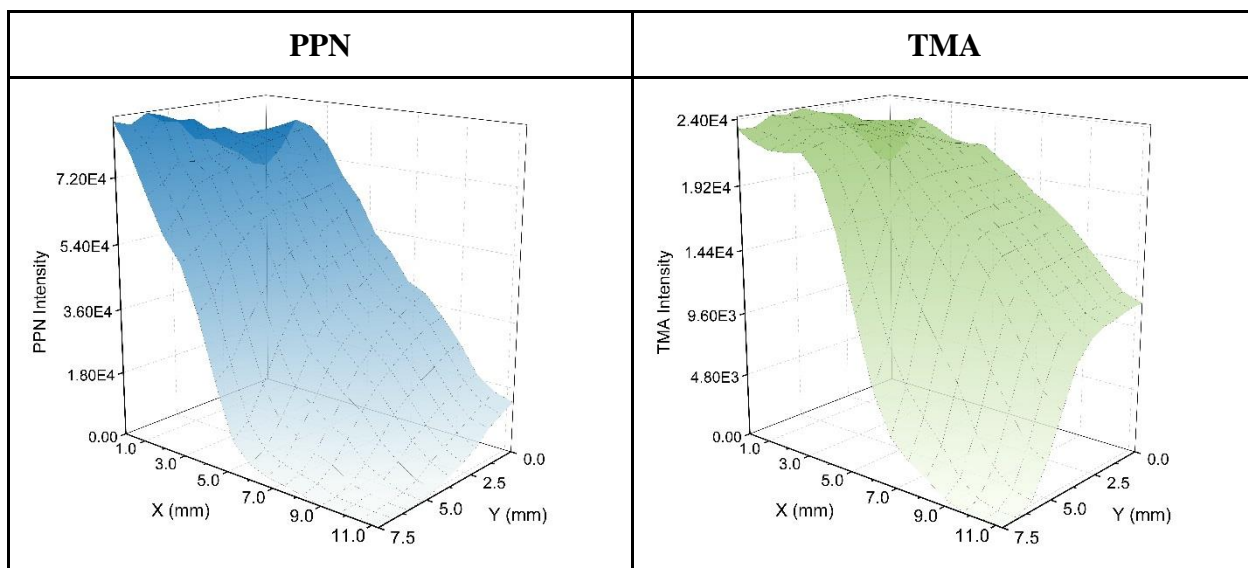 PPN
TMA
7.20E4
5.40E4
3.60E4
1.80E4
0.00
PPN Intensity
1.0
3.0
5.0
7.0
9.0
11.0
X (mm)
7.5
5.0
2.5
0.0
Y (mm)
2.40E4
1.92E4
1.44E4
9.60E3
4.80E3
0.00
TMA Intensity
1.0
3.0
5.0
7.0
9.0
11.0
X (mm)
7.5
5.0
2.5
0.0
Y (mm)